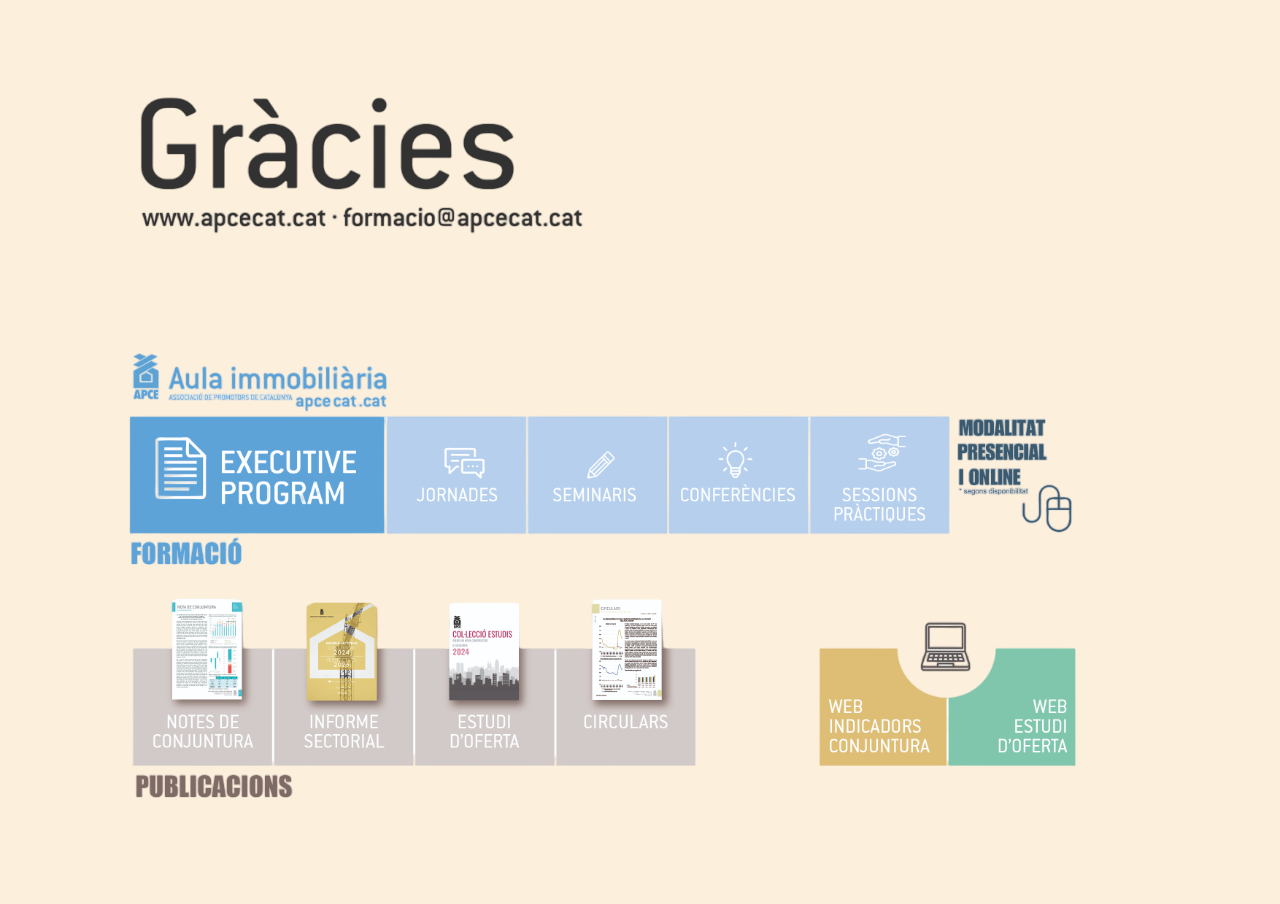 Gràcies
www.apcecat.cat · formacio@apcecat.cat
APCE
Aula immobiliària
ASSOCIACIÓ DE PROMOTORS DE CATALUNYA
apcecat.cat
EXECUTIVE
PROGRAM
JORNADES
SEMINARIS
CONFERÈNCIES
SESSIONS
PRÀCTIQUES
MODALITAT
PRESENCIAL
I ONLINE
* segons disponibilitat
FORMACIÓ
NOTA DE CONJUNTURA
2024
COL·LECCIÓ ESTUDIS
2024
CIRCULARS
NOTES DE
CONJUNTURA
INFORME
SECTORIAL
ESTUDI
D'OFERTA
CIRCULARS
WEB
INDICADORS
CONJUNTURA
WEB
ESTUDI
D'OFERTA
PUBLICACIONS